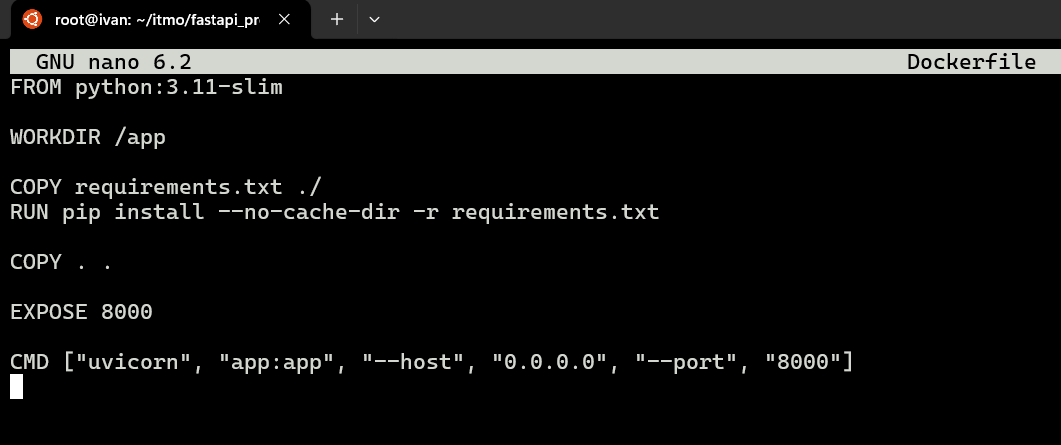 root@ivan: ~/itmo/fastapi_pr
GNU nano 6.2 Dockerfile
FROM python:3.11-slim
WORKDIR /app
COPY requirements.txt ./
RUN pip install --no-cache-dir -r requirements.txt
COPY . .
EXPOSE 8000
CMD ["uvicorn", "app:app", "--host", "0.0.0.0", "--port", "8000"]